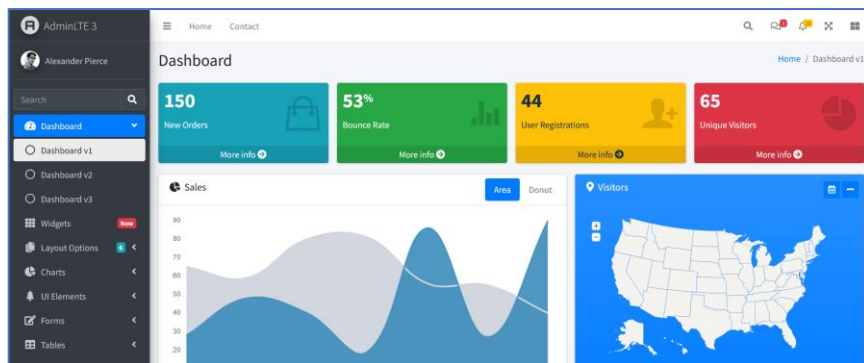 AdminLTE 3
Alexander Pierce
Search
Dashboard
Dashboard v1
Dashboard v2
Dashboard v3
Widgets New
Layout Options 6
Charts
UI Elements
Forms
Tables
Home Contact
Dashboard
Home / Dashboard v1
150
New Orders
More info
53%
Bounce Rate
More info
44
User Registrations
More info
65
Unique Visitors
More info
Sales
Area Donut
90
80
70
60
50
40
30
20
Visitors
+
-